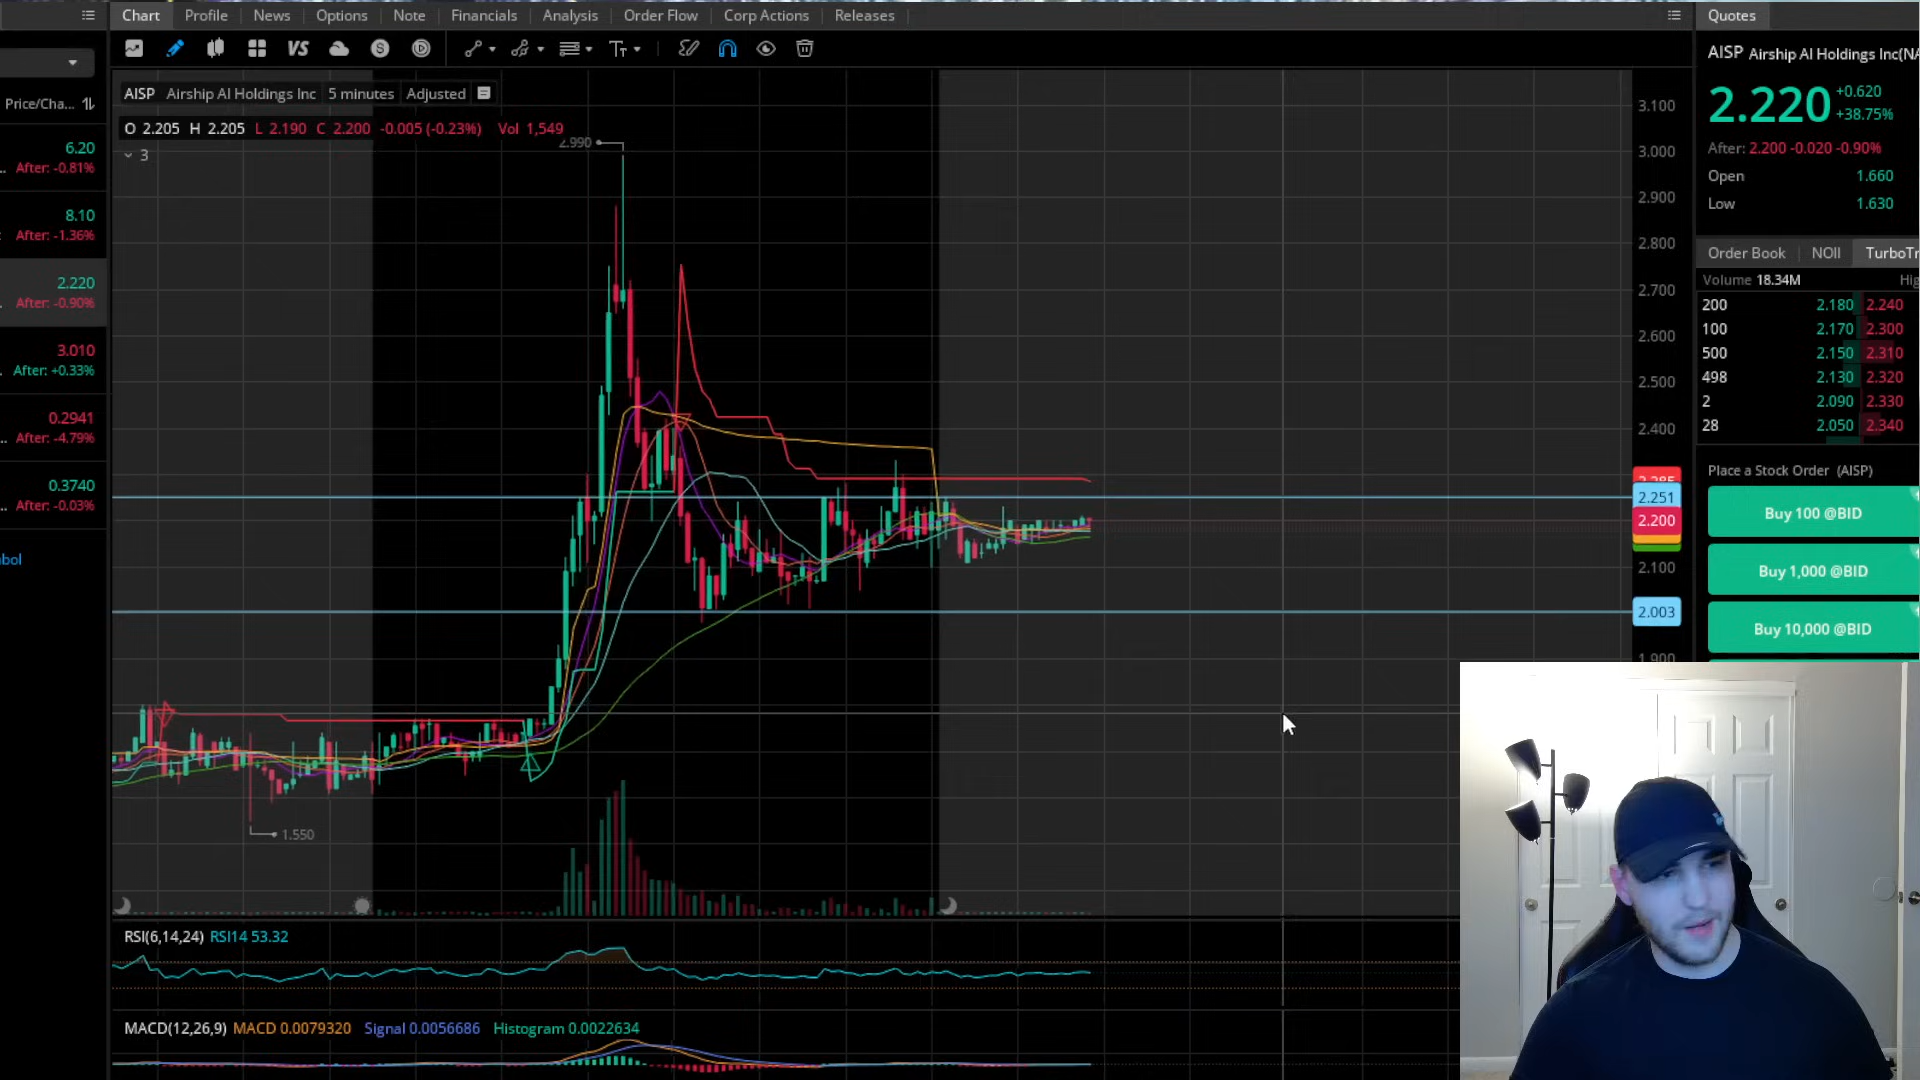 Chart Profile News Options Note Financials Analysis Order Flow Corp Actions Releases
Quotes
VS
AISP Airship AI Holdings Inc(NA
2.220 +0.620
+38.75%
After: 2.200 -0.020 -0.90%
Open 1.660
Low 1.630
Price/Cha...
6.20
After: -0.81%
8.10
After: -1.36%
2.220
After: -0.90%
3.010
After: +0.33%
0.2941
After: -4.79%
0.3740
After: -0.03%
bol
AISP Airship AI Holdings Inc 5 minutes Adjusted
O 2.205 H 2.205 L 2.190 C 2.200 -0.005 (-0.23%) Vol 1,549
3
2.990
1.550
3.100
3.000
2.900
2.800
2.700
2.600
2.500
2.400
2.251
2.200
2.100
2.003
1.900
Order Book NOII TurboTr
Volume 18.34M Hig
200 2.180 2.240
100 2.170 2.300
500 2.150 2.310
498 2.130 2.320
2 2.090 2.330
28 2.050 2.340
Place a Stock Order (AISP)
Buy 100 @BID
Buy 1,000 @BID
Buy 10,000 @BID
RSI(6,14,24) RSI14 53.32
MACD(12,26,9) MACD 0.0079320 Signal 0.0056686 Histogram 0.0022634